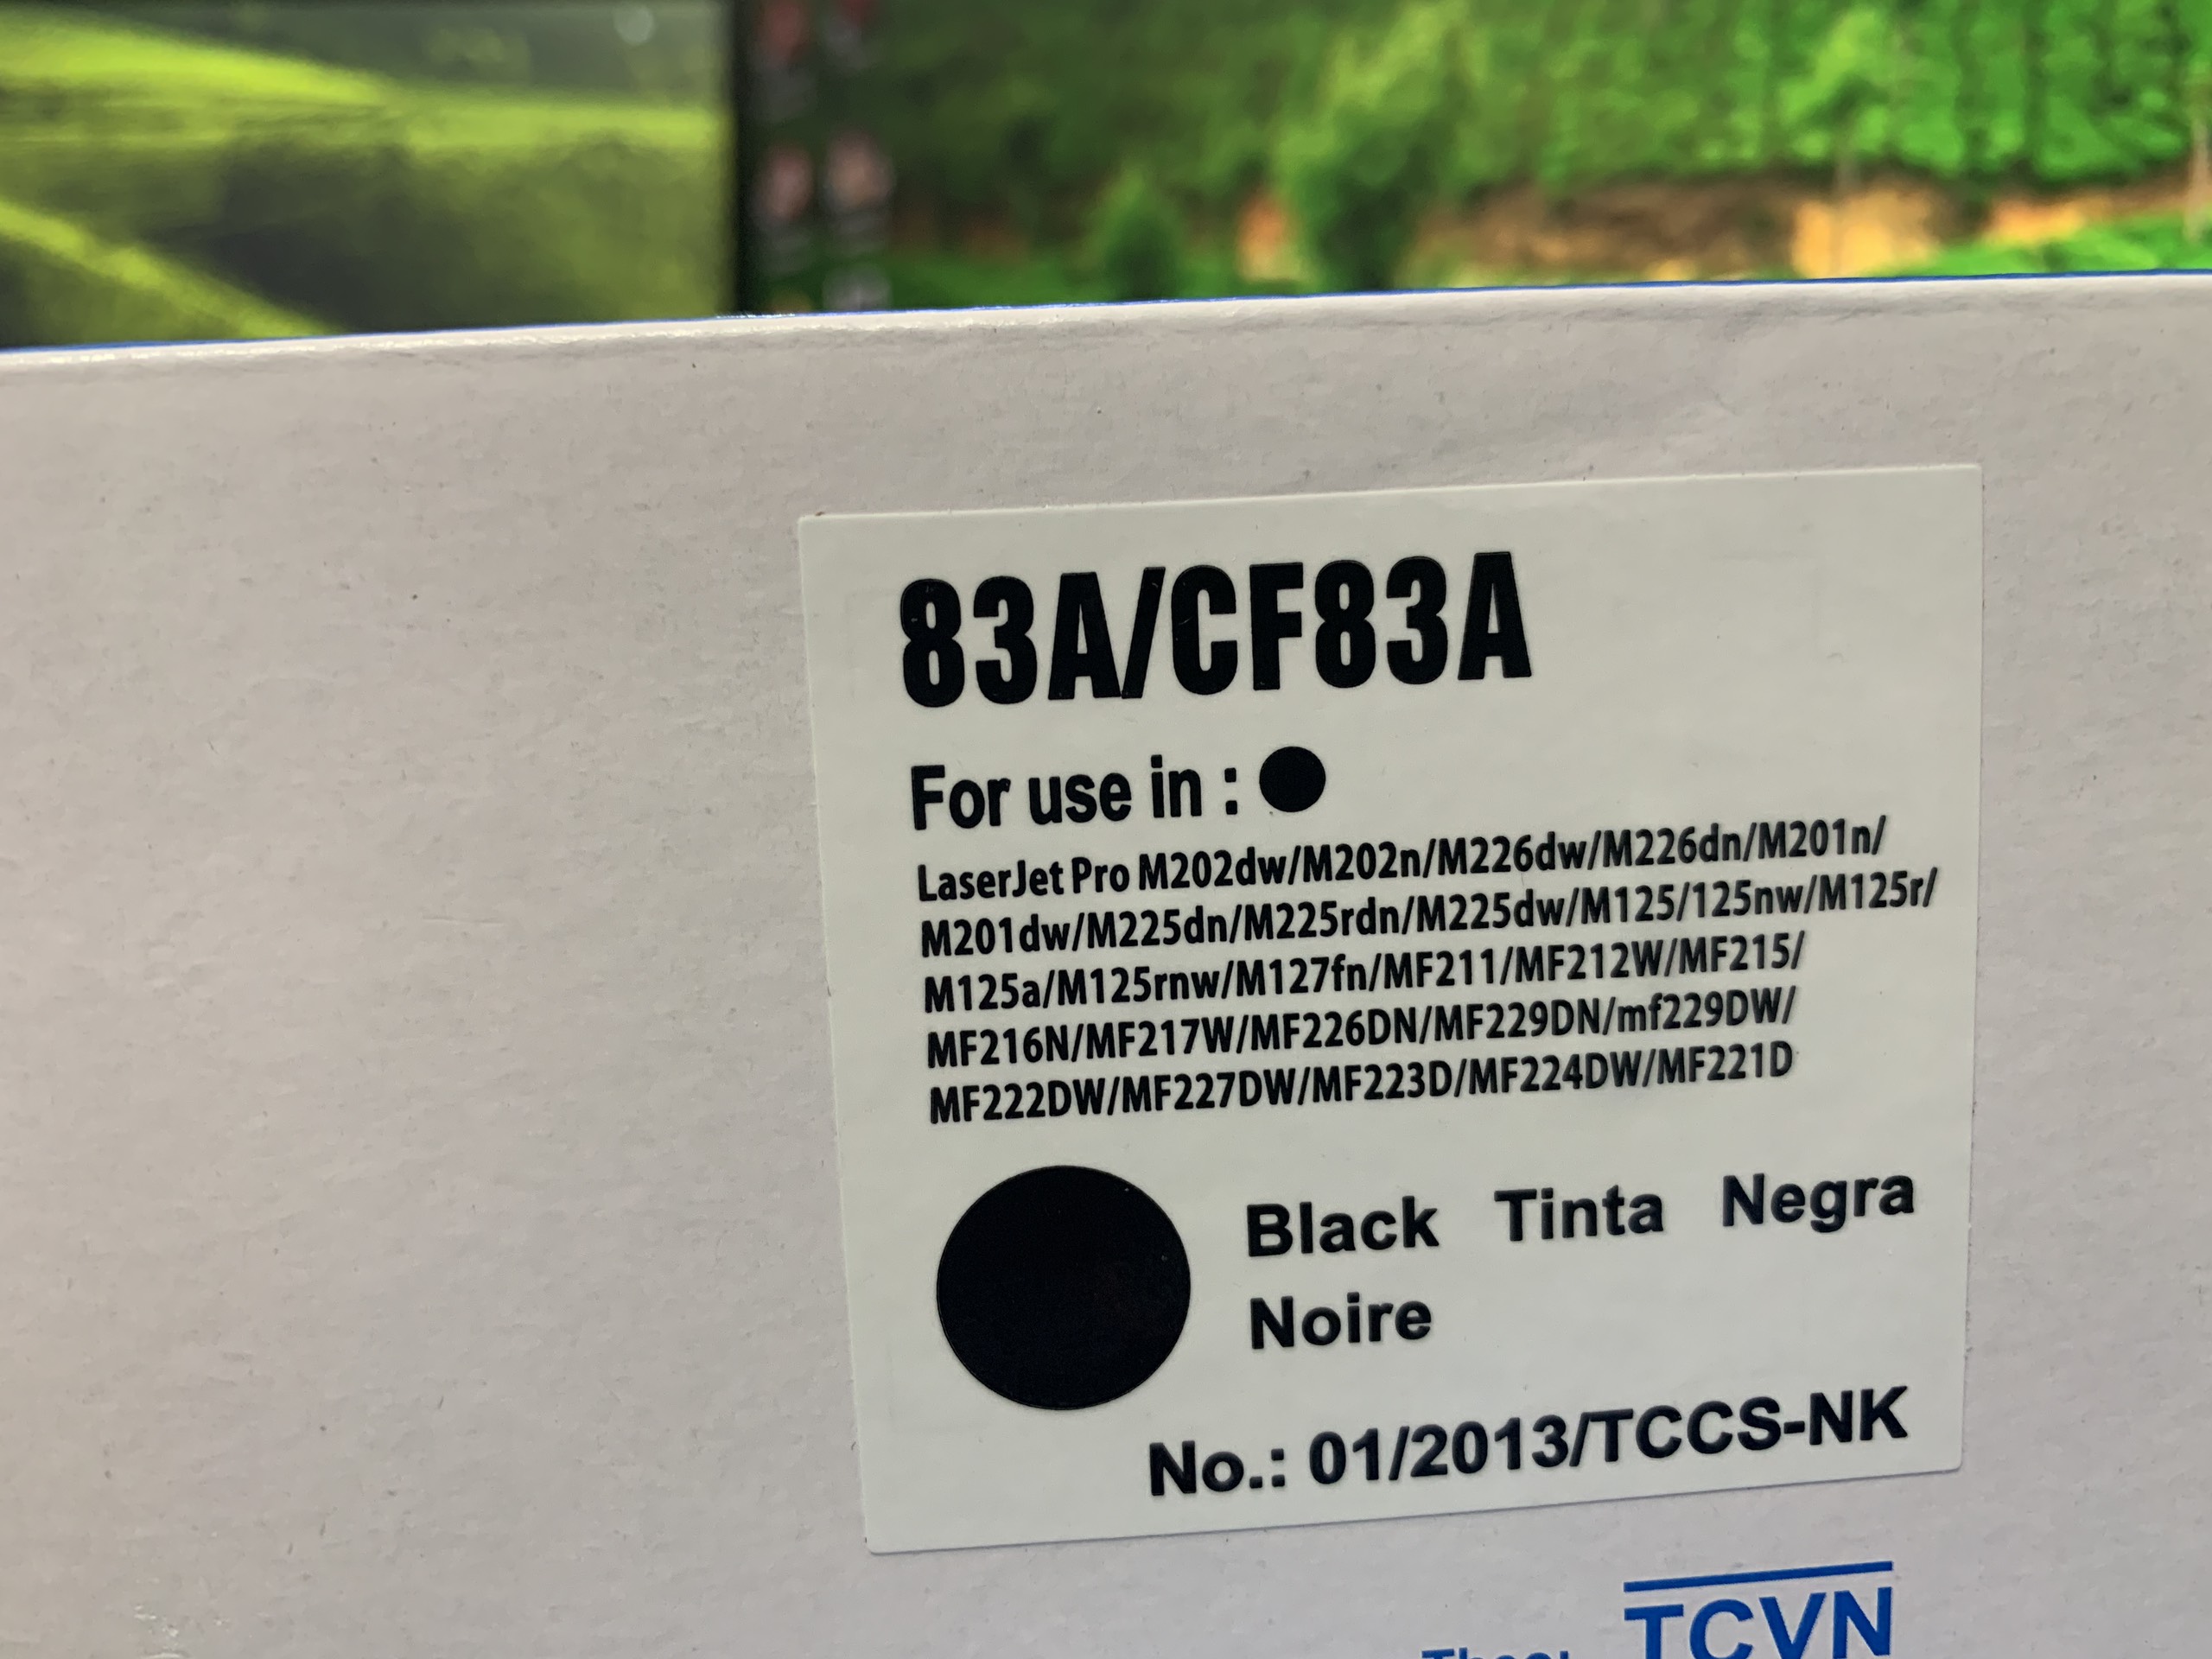 83A/CF83A
For use in :
LaserJet Pro M202dw/M202n/M226dw/M226dn/M201n/
M201dw/M225dn/M225rdn/M225dw/M125/125nw/M125r/
M125a/M125rnw/M127fn/MF211/MF212W/MF215/
MF216N/MF217W/MF226DN/MF229DN/mf229DW/
MF222DW/MF227DW/MF223D/MF224DW/MF221D
Black Tinta Negra
Noire
No.: 01/2013/TCCS-NK
TCVN